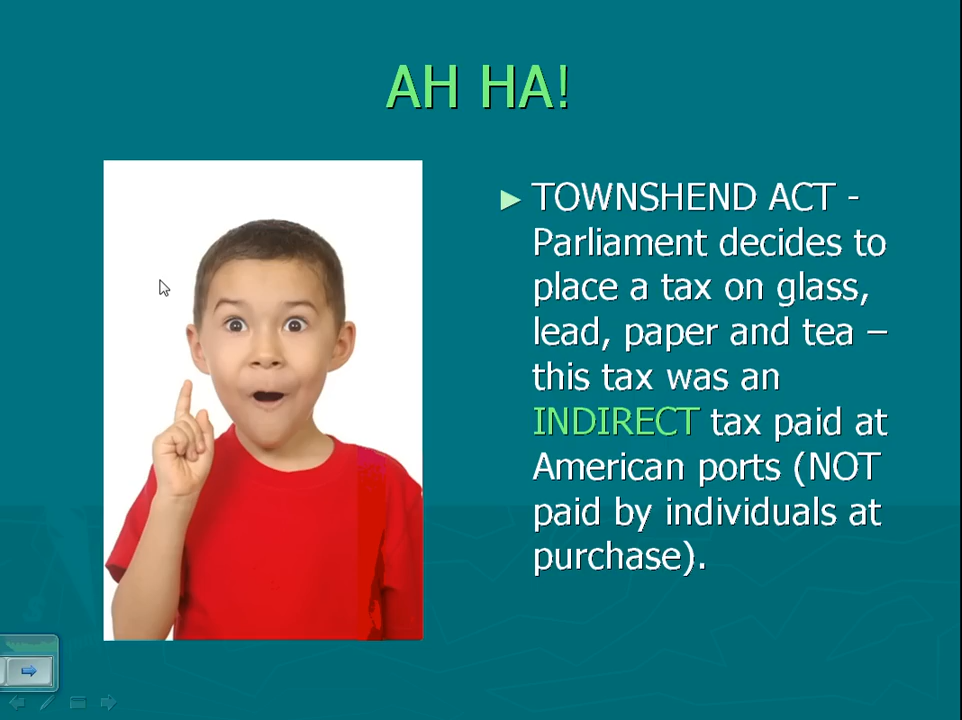 AH HA!
► TOWNSHEND ACT -
Parliament decides to
place a tax on glass,
lead, paper and tea –
this tax was an
INDIRECT tax paid at
American ports (NOT
paid by individuals at
purchase).